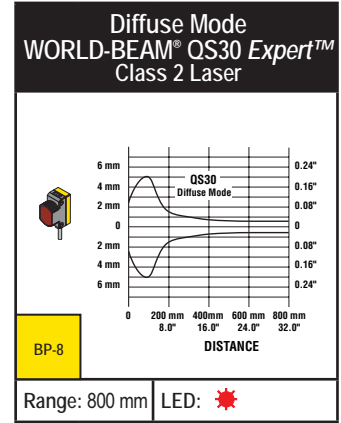 Diffuse Mode
WORLD-BEAM® QS30 Expert™
Class 2 Laser
6 mm 0.24"
4 mm 0.16"
2 mm 0.08"
0 0
2 mm 0.08"
4 mm 0.16"
6 mm 0.24"
QS30
Diffuse Mode
0 200 mm 400mm 600 mm 800 mm
8.0" 16.0" 24.0" 32.0"
DISTANCE
BP-8
Range: 800 mm LED: